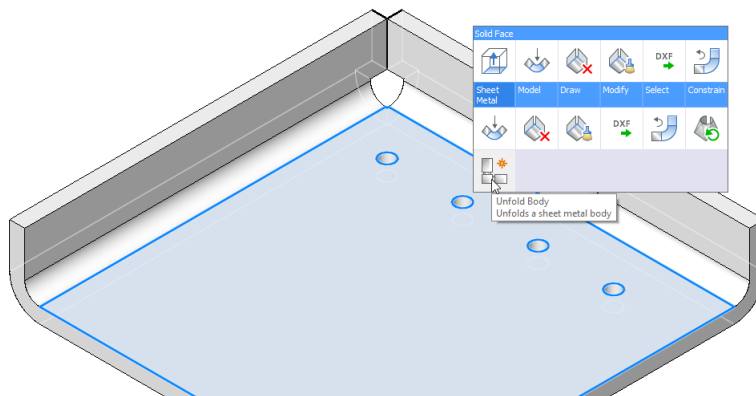 Solid Face
DXF
Sheet Metal Model Draw Modify Select Constrain
DXF
Unfold Body
Unfolds a sheet metal body